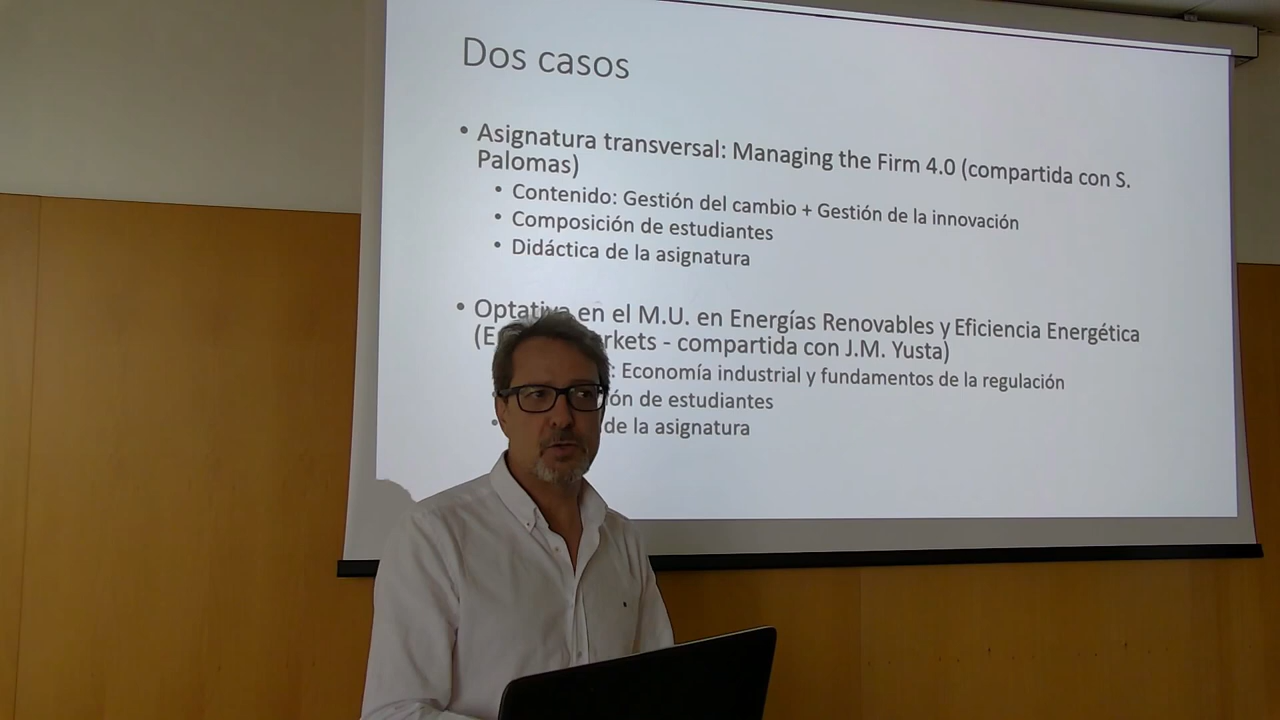 Dos casos
• Asignatura transversal: Managing the Firm 4.0 (compartida con S.
Palomas)
• Contenido: Gestión del cambio + Gestión de la innovación
• Composición de estudiantes
• Didáctica de la asignatura
• Optativa en el M.U. en Energías Renovables y Eficiencia Energética
(E rkets - compartida con J.M. Yusta)
: Economía industrial y fundamentos de la regulación
ón de estudiantes
• de la asignatura